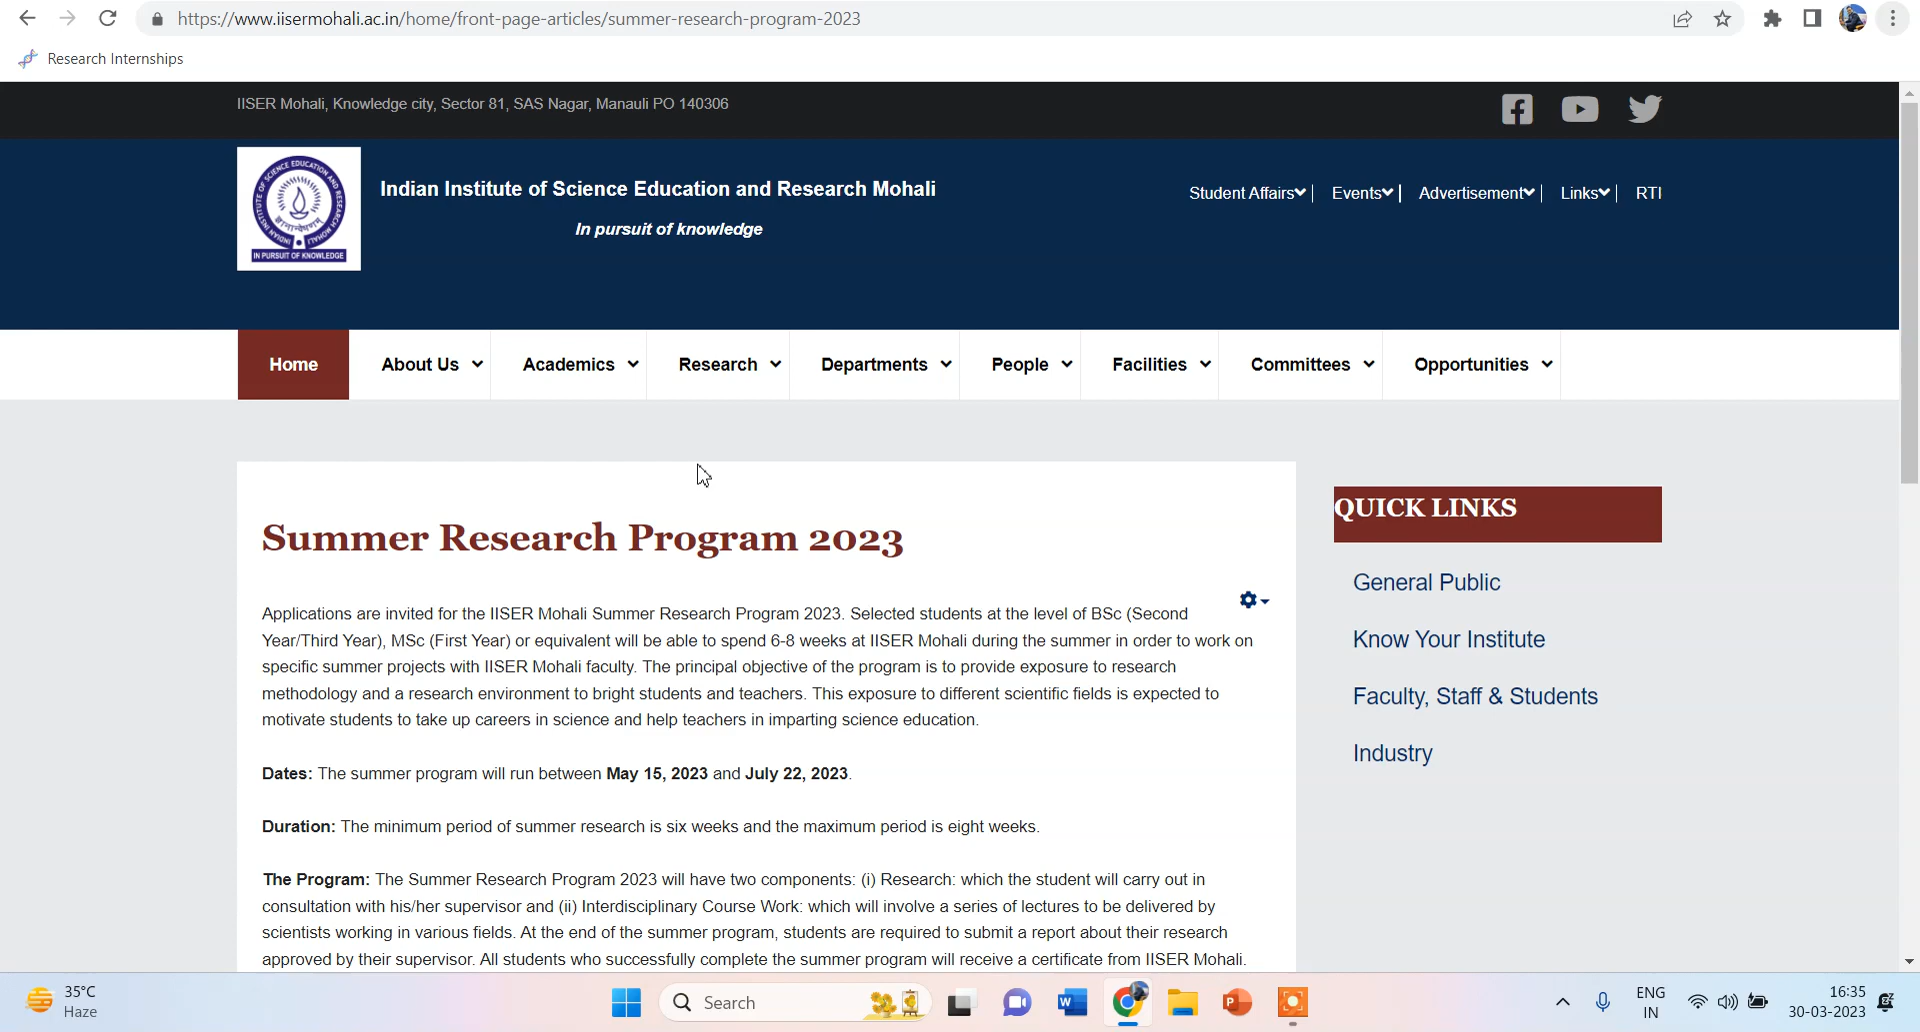 https://www.iisermohali.ac.in/home/front-page-articles/summer-research-program-2023
Research Internships
IISER Mohali, Knowledge city, Sector 81, SAS Nagar, Manauli PO 140306
INDIAN INSTITUTE OF SCIENCE EDUCATION AND RESEARCH MOHALI
IN PURSUIT OF KNOWLEDGE
Indian Institute of Science Education and Research Mohali
In pursuit of knowledge
Student Affairs
Events
Advertisement
Links
RTI
Home
About Us
Academics
Research
Departments
People
Facilities
Committees
Opportunities
Summer Research Program 2023
Applications are invited for the IISER Mohali Summer Research Program 2023. Selected students at the level of BSc (Second
Year/Third Year), MSc (First Year) or equivalent will be able to spend 6-8 weeks at IISER Mohali during the summer in order to work on
specific summer projects with IISER Mohali faculty. The principal objective of the program is to provide exposure to research
methodology and a research environment to bright students and teachers. This exposure to different scientific fields is expected to
motivate students to take up careers in science and help teachers in imparting science education.
Dates: The summer program will run between May 15, 2023 and July 22, 2023.
Duration: The minimum period of summer research is six weeks and the maximum period is eight weeks.
The Program: The Summer Research Program 2023 will have two components: (i) Research: which the student will carry out in
consultation with his/her supervisor and (ii) Interdisciplinary Course Work: which will involve a series of lectures to be delivered by
scientists working in various fields. At the end of the summer program, students are required to submit a report about their research
approved by their supervisor. All students who successfully complete the summer program will receive a certificate from IISER Mohali.
QUICK LINKS
General Public
Know Your Institute
Faculty, Staff & Students
Industry
35°C
Haze
Search
W
P
ENG
IN
16:35
30-03-2023